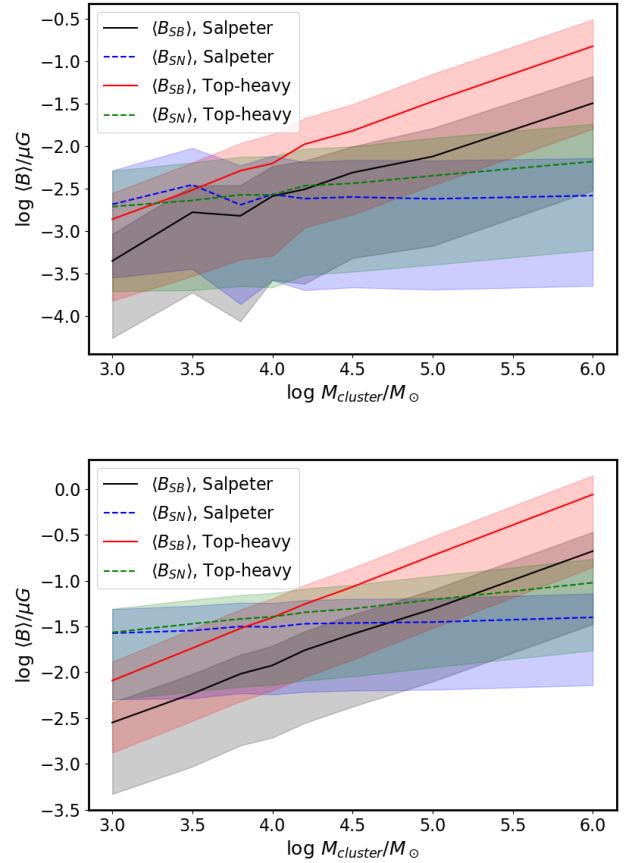 ⟨B_SB⟩, Salpeter
⟨B_SN⟩, Salpeter
⟨B_SB⟩, Top-heavy
⟨B_SN⟩, Top-heavy
log ⟨B⟩/μG
−0.5
−1.0
−1.5
−2.0
−2.5
−3.0
−3.5
−4.0
3.0 3.5 4.0 4.5 5.0 5.5 6.0
log M_cluster/M_⊙
⟨B_SB⟩, Salpeter
⟨B_SN⟩, Salpeter
⟨B_SB⟩, Top-heavy
⟨B_SN⟩, Top-heavy
log ⟨B⟩/μG
0.0
−0.5
−1.0
−1.5
−2.0
−2.5
−3.0
−3.5
3.0 3.5 4.0 4.5 5.0 5.5 6.0
log M_cluster/M_⊙